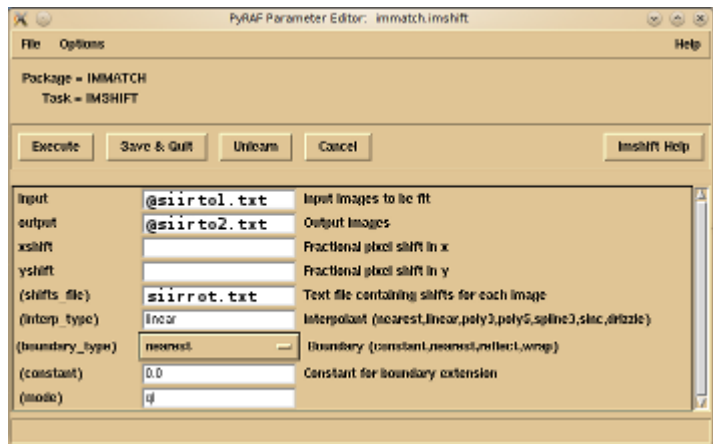 PyRAF Parameter Editor: immatch.imshift
File Options Help
Package = IMMATCH
Task = IMSHIFT
Execute Save & Quit Unlearn Cancel Imshift Help
input @siirto1.txt Input images to be fit
output @siirto2.txt Output images
xshift Fractional pixel shift in x
yshift Fractional pixel shift in y
(shifts_file) siirrot.txt Text file containing shifts for each image
(interp_type) linear Interpolant (nearest,linear,poly3,poly5,spline3,sinc,drizzle)
(boundary_type) nearest Boundary (constant,nearest,reflect,wrap)
(constant) 0.0 Constant for boundary extension
(mode) ql